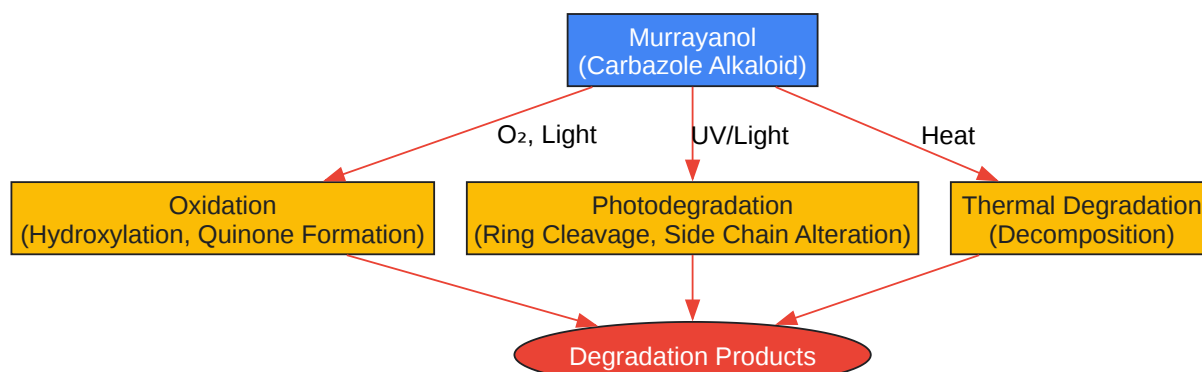 Murrayanol
(Carbazole Alkaloid)
O₂, Light
UV/Light
Heat
Oxidation
(Hydroxylation, Quinone Formation)
Photodegradation
(Ring Cleavage, Side Chain Alteration)
Thermal Degradation
(Decomposition)
Degradation Products